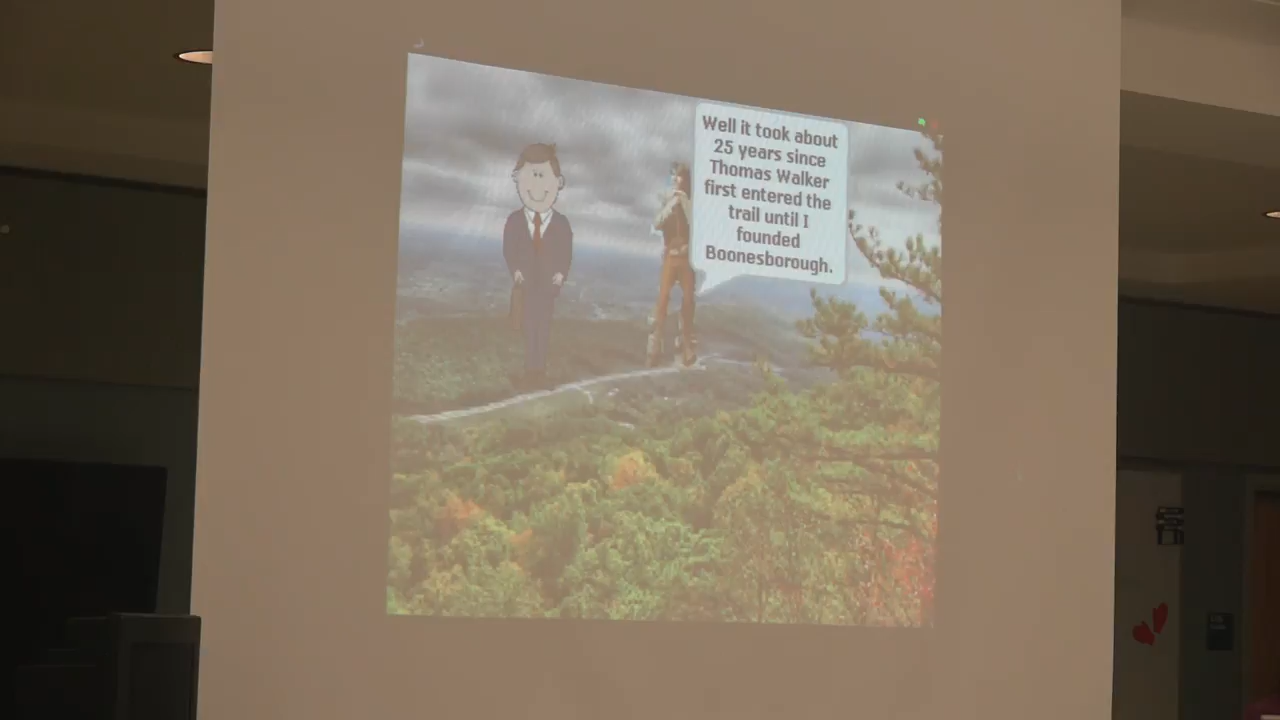 Well it took about
25 years since
Thomas Walker
first entered the
trail until I
founded
Boonesborough.